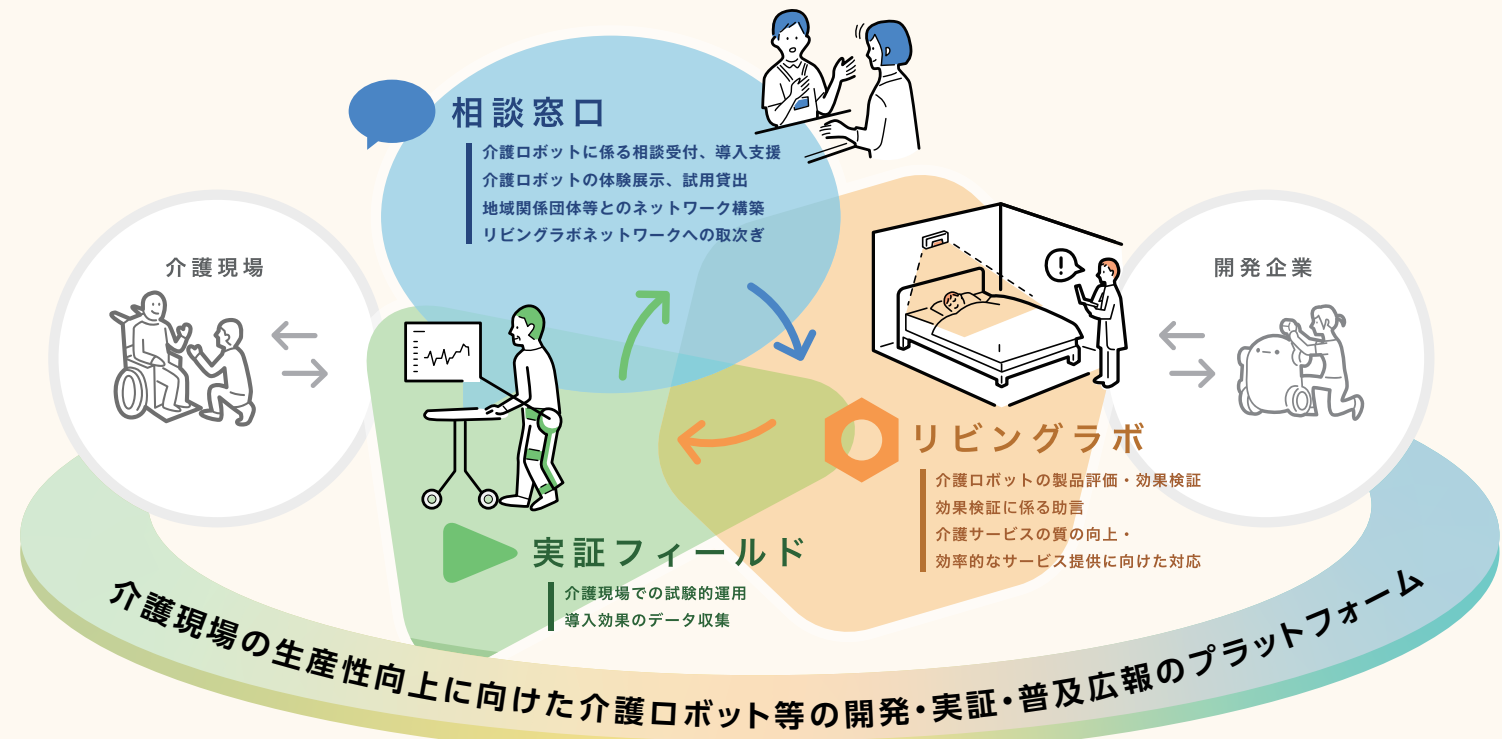 相談窓口
介護ロボットに係る相談受付、導入支援
介護ロボットの体験展示、試用貸出
地域関係団体等とのネットワーク構築
リビングラボネットワークへの取次ぎ
介護現場
開発企業
!
リビングラボ
介護ロボットの製品評価・効果検証
効果検証に係る助言
介護サービスの質の向上・
効率的なサービス提供に向けた対応
実証フィールド
介護現場での試験的運用
導入効果のデータ収集
介護現場の生産性向上に向けた介護ロボット等の開発・実証・普及広報のプラットフォーム